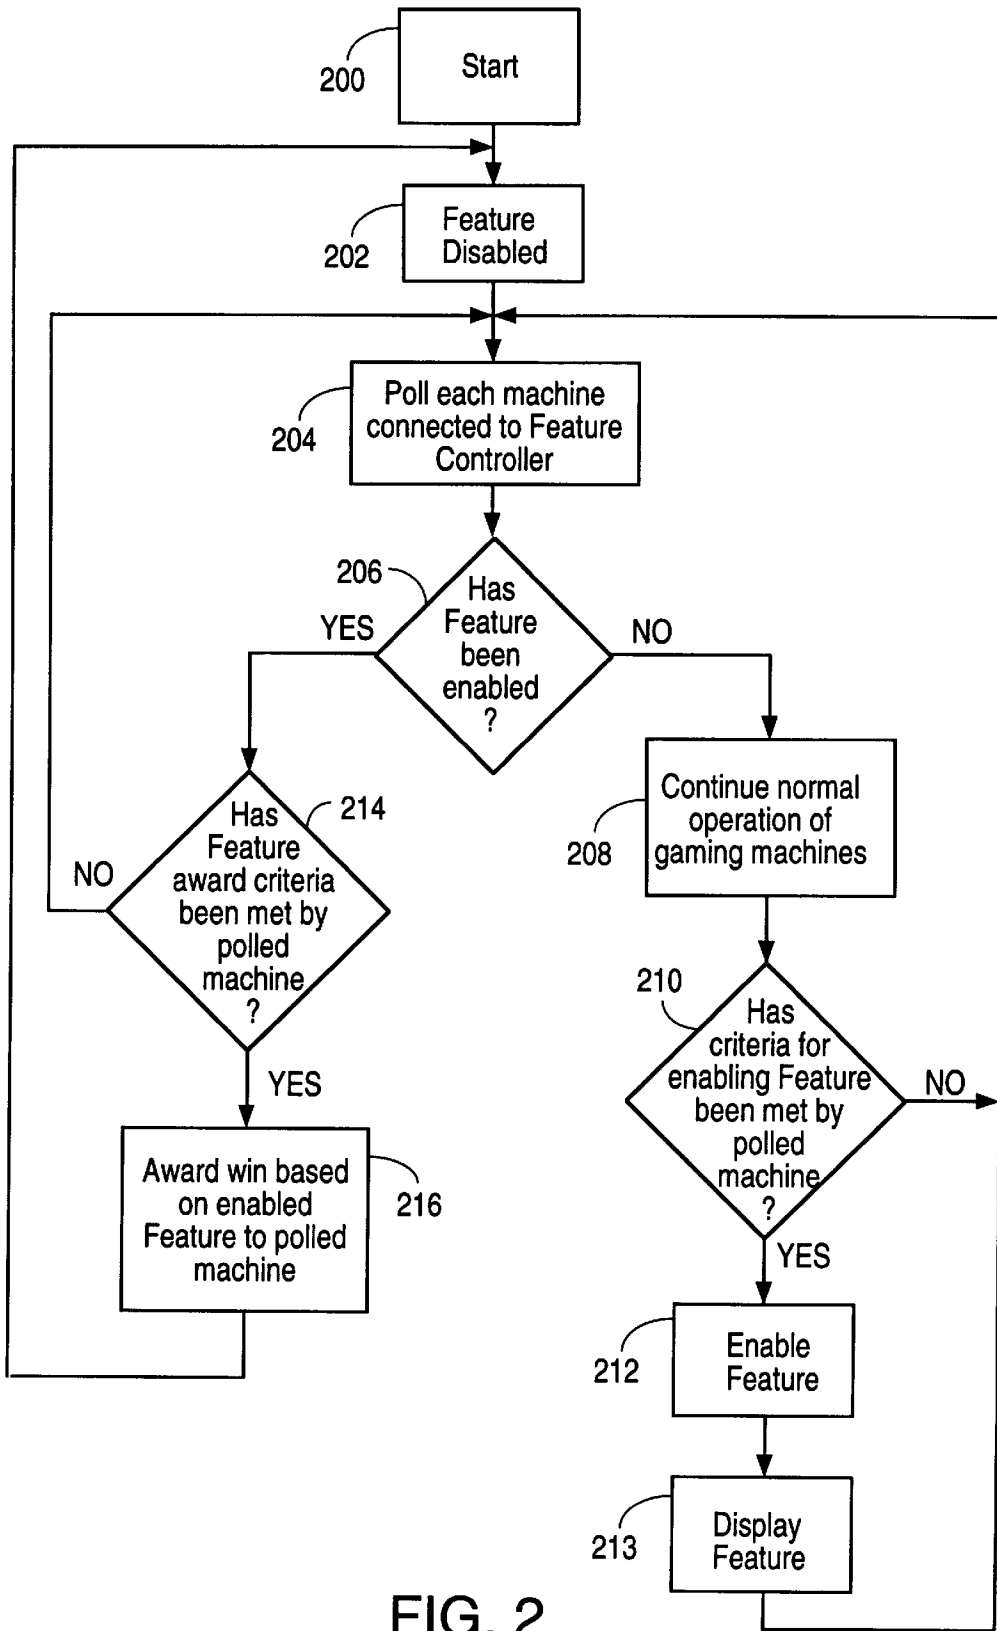 Start
200
Feature
Disabled
202
Poll each machine
connected to Feature
Controller
204
206
Has
Feature
been
enabled
?
YES
NO
Has
Feature
award criteria
been met by
polled
machine
?
214
NO
YES
Continue normal
operation of
gaming machines
208
210
Has
criteria for
enabling Feature
been met by
polled
machine
?
NO
YES
Award win based
on enabled
Feature to polled
machine
216
Enable
Feature
212
Display
Feature
213
FIG. 2